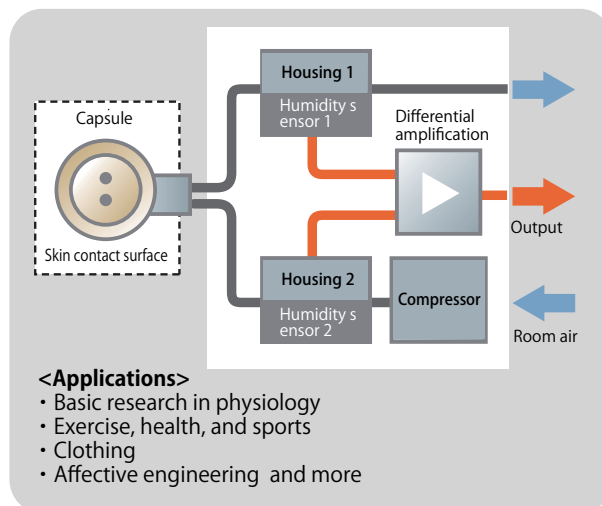 Capsule
Skin contact surface
Housing 1
Humidity s
ensor 1
Differential
amplification
Output
Housing 2
Humidity s
ensor 2
Compressor
Room air
<Applications>
・Basic research in physiology
・Exercise, health, and sports
・Clothing
・Affective engineering  and more